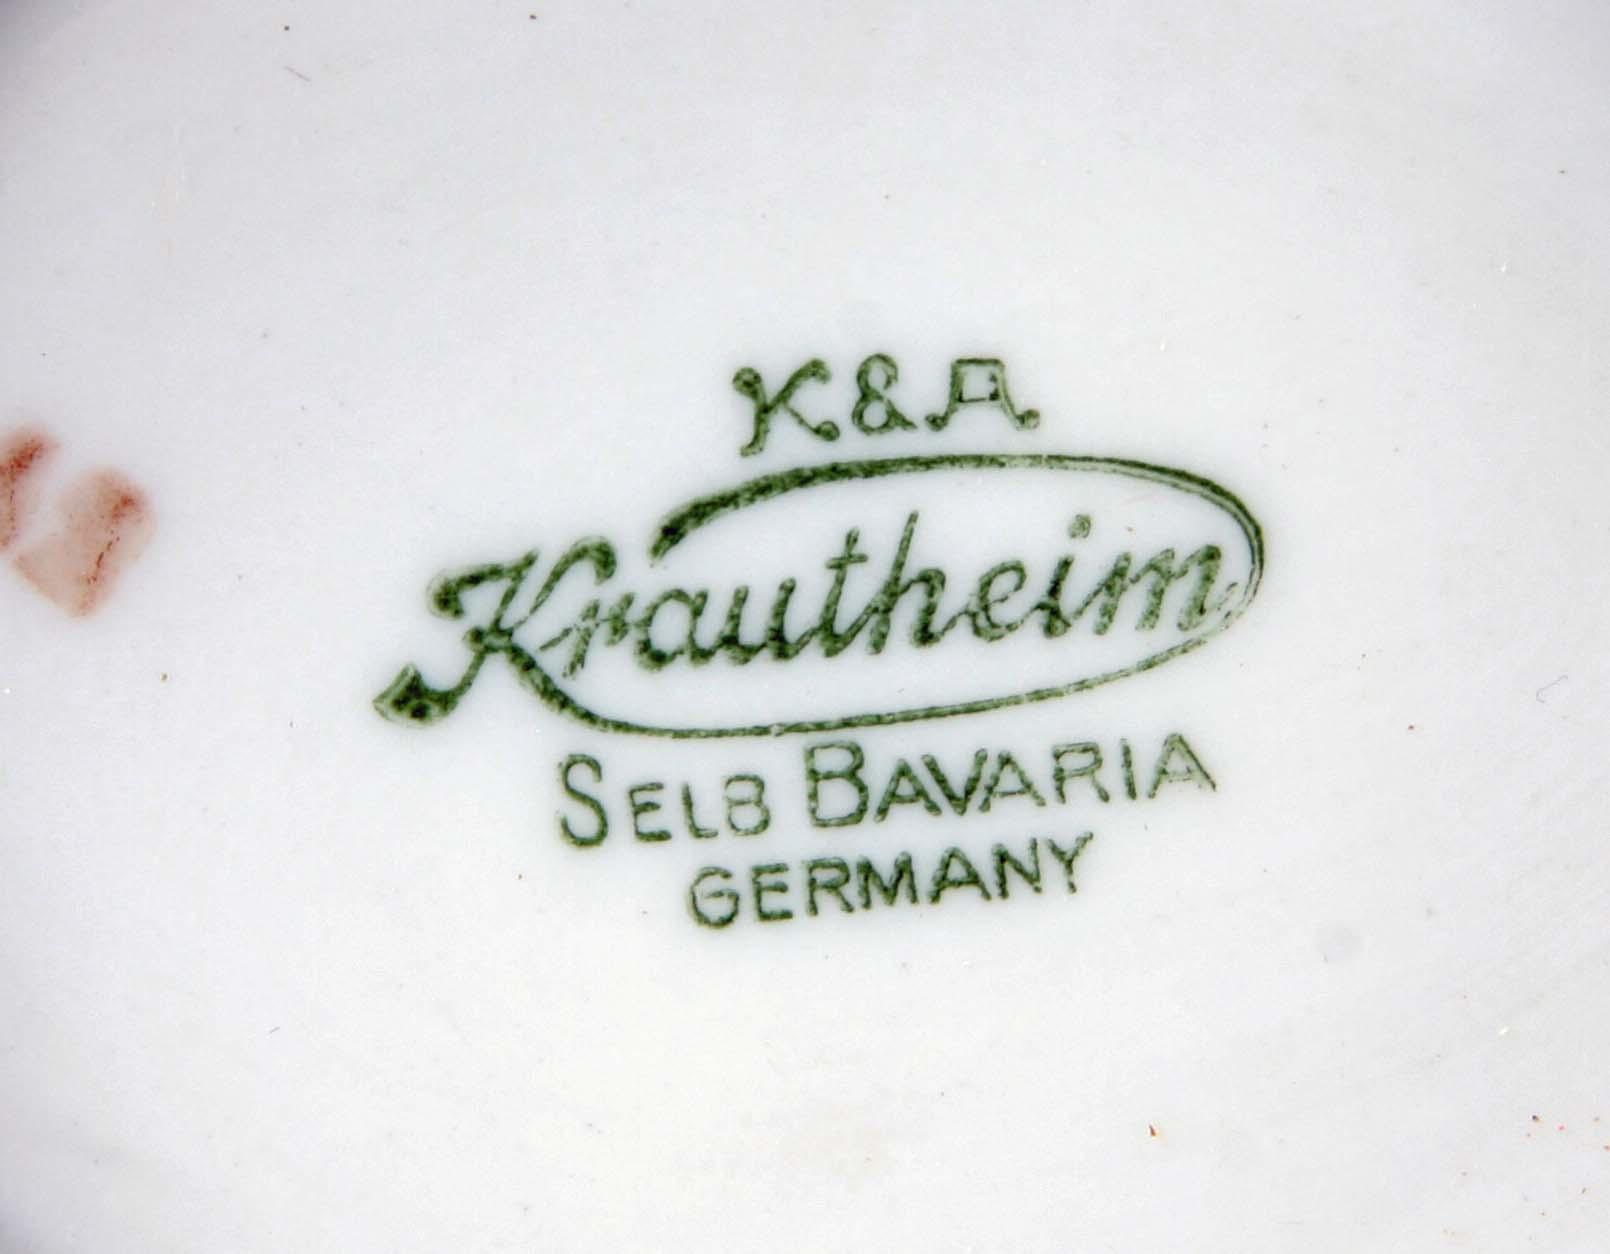 K&A
Krautheim
SELB BAVARIA
GERMANY